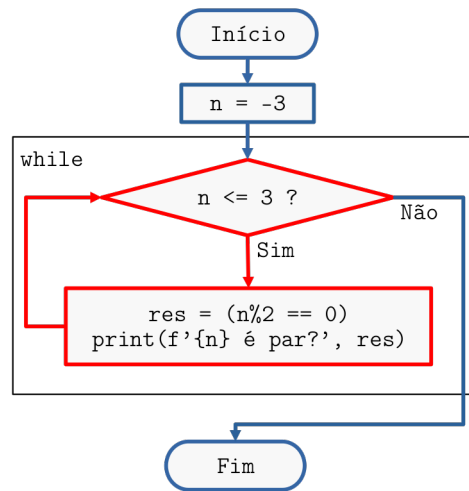 Início
n = -3
while
n <= 3 ?
Não
Sim
res = (n%2 == 0)
print(f'{n} é par?', res)
Fim